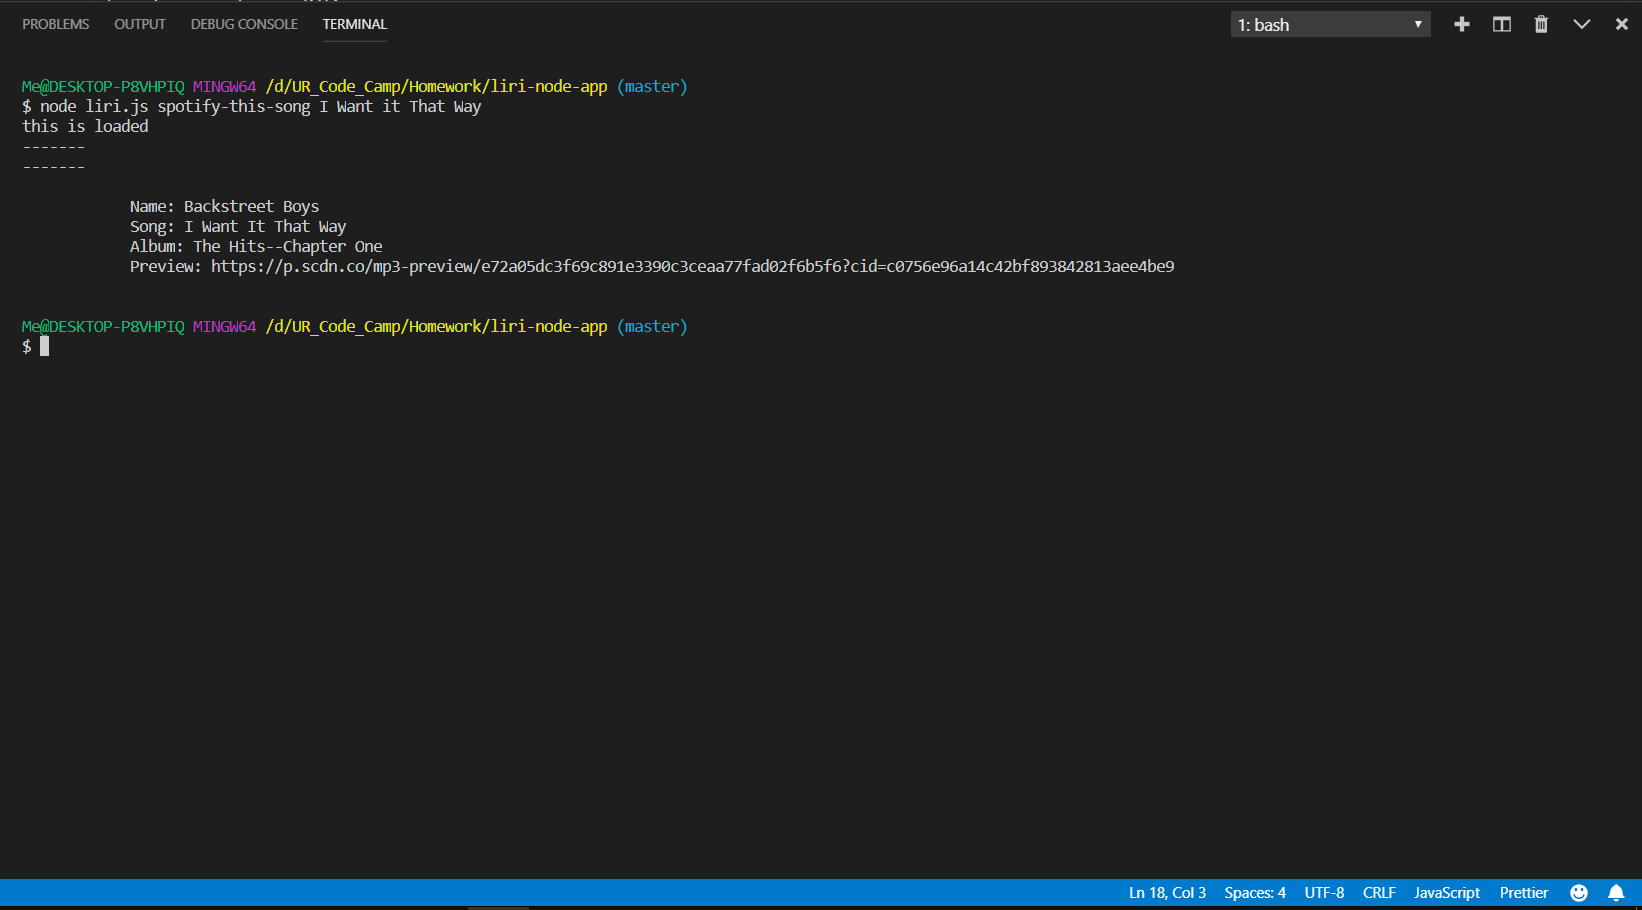 PROBLEMS OUTPUT DEBUG CONSOLE TERMINAL 1: bash
Me@DESKTOP-P8VHPIQ MINGW64 /d/UR_Code_Camp/Homework/liri-node-app (master)
$ node liri.js spotify-this-song I Want it That Way
this is loaded
-------
-------
Name: Backstreet Boys
Song: I Want It That Way
Album: The Hits--Chapter One
Preview: https://p.scdn.co/mp3-preview/e72a05dc3f69c891e3390c3ceaa77fad02f6b5f6?cid=c0756e96a14c42bf893842813aee4be9
Me@DESKTOP-P8VHPIQ MINGW64 /d/UR_Code_Camp/Homework/liri-node-app (master)
$
Ln 18, Col 3 Spaces: 4 UTF-8 CRLF JavaScript Prettier